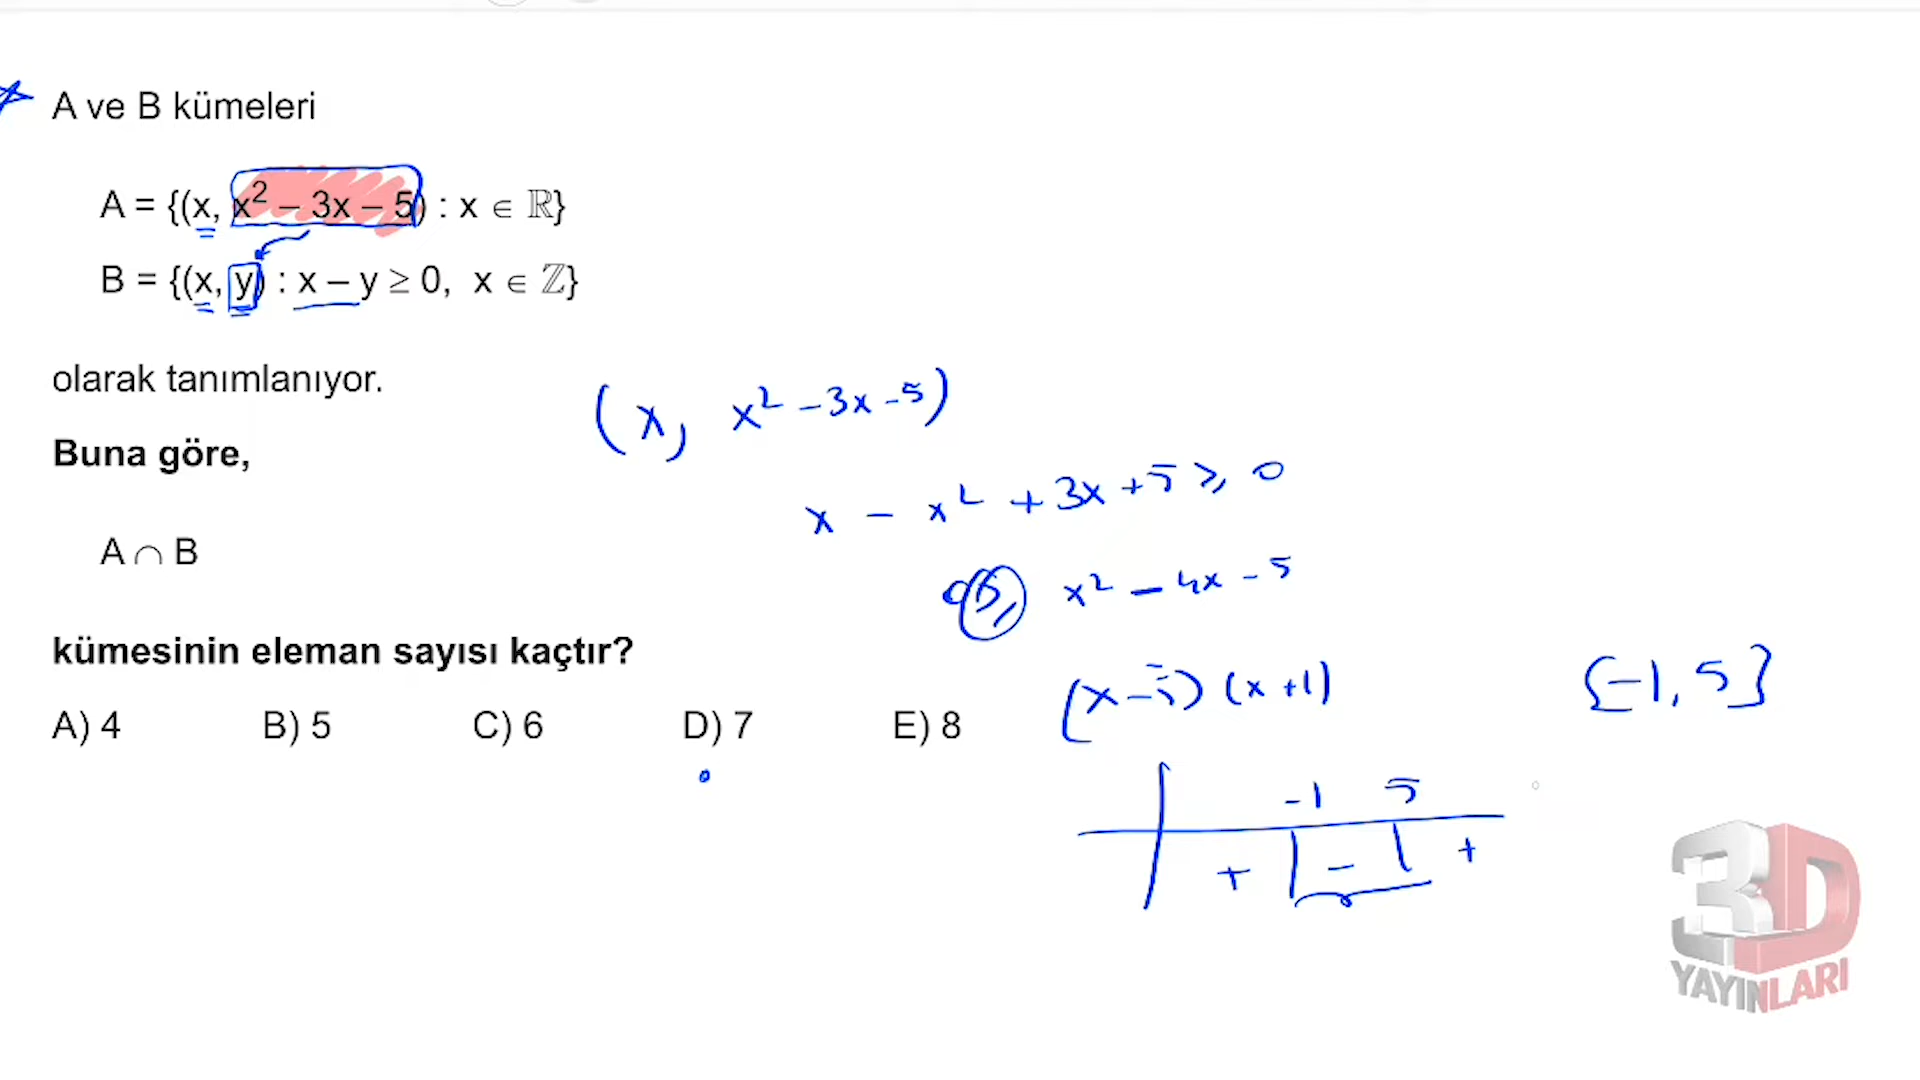 A ve B kümeleri
A = {(x, x² – 3x – 5) : x ∈ ℝ}
B = {(x, y) : x – y ≥ 0, x ∈ ℤ}
olarak tanımlanıyor.
(x, x² – 3x – 5)
Buna göre,
x – x² + 3x + 5 ≥ 0
A ∩ B
0 ≥ x² – 4x – 5
kümesinin eleman sayısı kaçtır?
(x – 5) (x + 1)
[–1, 5]
A) 4 B) 5 C) 6 D) 7 E) 8
–1 5
+ – +
3D
YAYINLARI